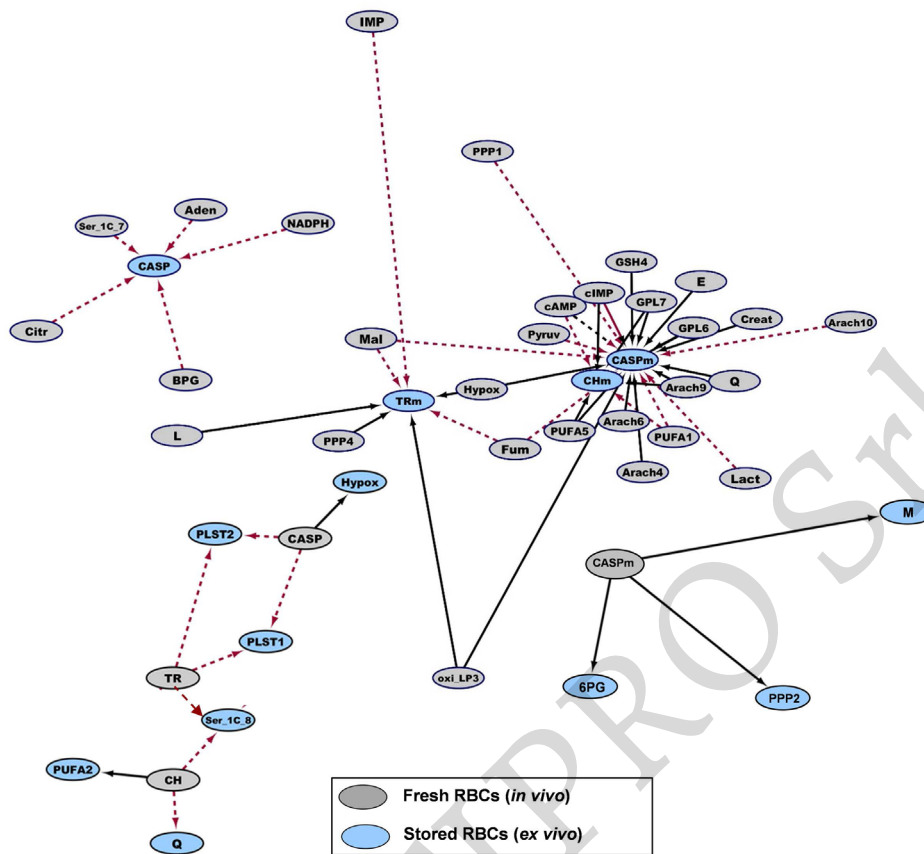 IMP
PPP1
Ser_1C_7
Aden
NADPH
CASP
GSH4
E
cIMP
cAMP
GPL7
Creat
Arach10
Citr
Mal
Pyruv
GPL6
CASPm
BPG
CHm
Hypox
Arach9
Q
TRm
L
PPP4
PUFA5
Arach6
PUFA1
Fum
Arach4
Lact
Hypox
M
PLST2
CASP
CASPm
PLST1
TR
oxi_LP3
6PG
PPP2
Ser_1C_8
PUFA2
CH
Q
Fresh RBCs (in vivo)
Stored RBCs (ex vivo)